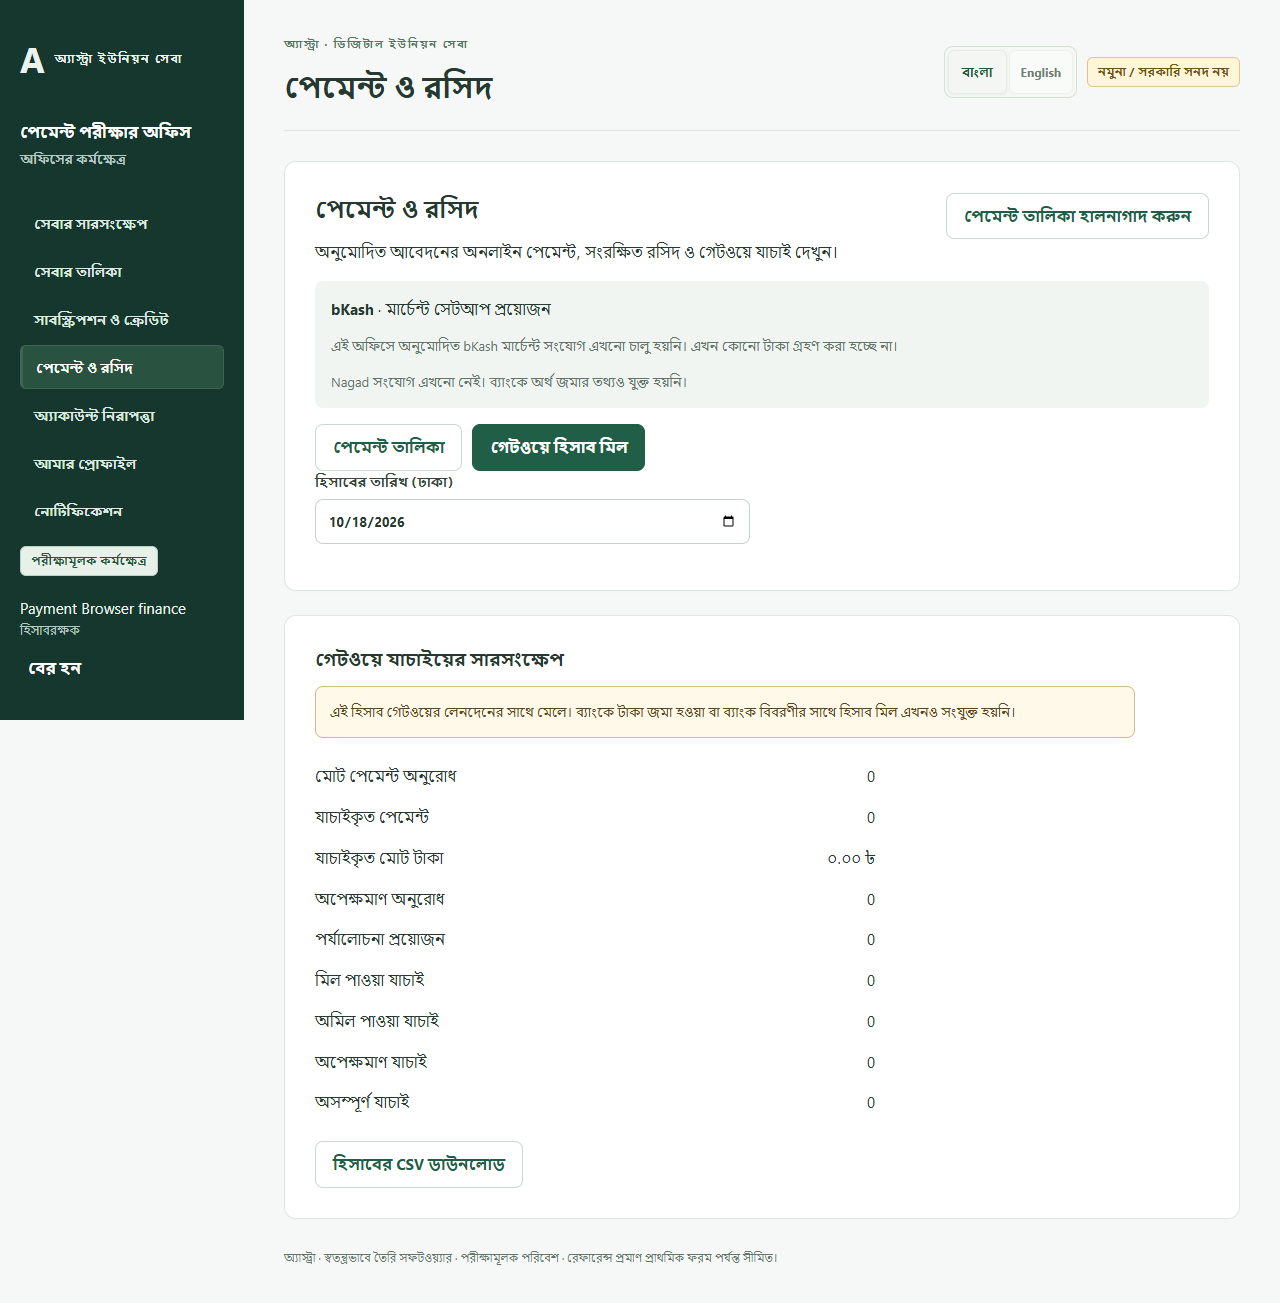 A অ্যাস্ট্রা ইউনিয়ন সেবা
পেমেন্ট পরীক্ষার অফিস
অফিসের কর্মক্ষেত্র
সেবার সারসংক্ষেপ
সেবার তালিকা
সাবস্ক্রিপশন ও ক্রেডিট
পেমেন্ট ও রসিদ
অ্যাকাউন্ট নিরাপত্তা
আমার প্রোফাইল
নোটিফিকেশন
পরীক্ষামূলক কর্মক্ষেত্র
Payment Browser finance
হিসাবরক্ষক
বের হন
অ্যাস্ট্রা · ডিজিটাল ইউনিয়ন সেবা
পেমেন্ট ও রসিদ
বাংলা
English
নমুনা / সরকারি সনদ নয়
পেমেন্ট ও রসিদ
পেমেন্ট তালিকা হালনাগাদ করুন
অনুমোদিত আবেদনের অনলাইন পেমেন্ট, সংরক্ষিত রসিদ ও গেটওয়ে যাচাই দেখুন।
bKash · মার্চেন্ট সেটআপ প্রয়োজন
এই অফিসে অনুমোদিত bKash মার্চেন্ট সংযোগ এখনো চালু হয়নি। এখন কোনো টাকা গ্রহণ করা হচ্ছে না।
Nagad সংযোগ এখনো নেই। ব্যাংকে অর্থ জমার তথ্যও যুক্ত হয়নি।
পেমেন্ট তালিকা
গেটওয়ে হিসাব মিল
হিসাবের তারিখ (ঢাকা)
10/18/2026
গেটওয়ে যাচাইয়ের সারসংক্ষেপ
এই হিসাব গেটওয়ের লেনদেনের সাথে মেলে। ব্যাংকে টাকা জমা হওয়া বা ব্যাংক বিবরণীর সাথে হিসাব মিল এখনও সংযুক্ত হয়নি।
মোট পেমেন্ট অনুরোধ 0
যাচাইকৃত পেমেন্ট 0
যাচাইকৃত মোট টাকা ০.০০ ৳
অপেক্ষমাণ অনুরোধ 0
পর্যালোচনা প্রয়োজন 0
মিল পাওয়া যাচাই 0
অমিল পাওয়া যাচাই 0
অপেক্ষমাণ যাচাই 0
অসম্পূর্ণ যাচাই 0
হিসাবের CSV ডাউনলোড
অ্যাস্ট্রা · স্বতন্ত্রভাবে তৈরি সফটওয়্যার · পরীক্ষামূলক পরিবেশ · রেফারেন্স প্রমাণ প্রাথমিক ফরম পর্যন্ত সীমিত।